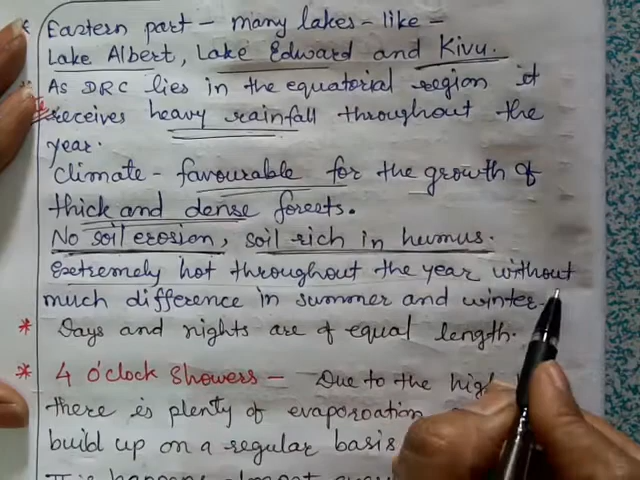 Eastern part - many lakes - like -
Lake Albert, Lake Edward and Kivu.
As DRC lies in the equatorial region it
receives heavy rainfall throughout the
year.
Climate - favourable for the growth of
thick and dense forests.
No soil erosion, soil rich in humus.
Extremely hot throughout the year without
much difference in summer and winter.
* Days and nights are of equal length.
* 4 o'clock showers - Due to the high
there is plenty of evaporation
build up on a regular basis